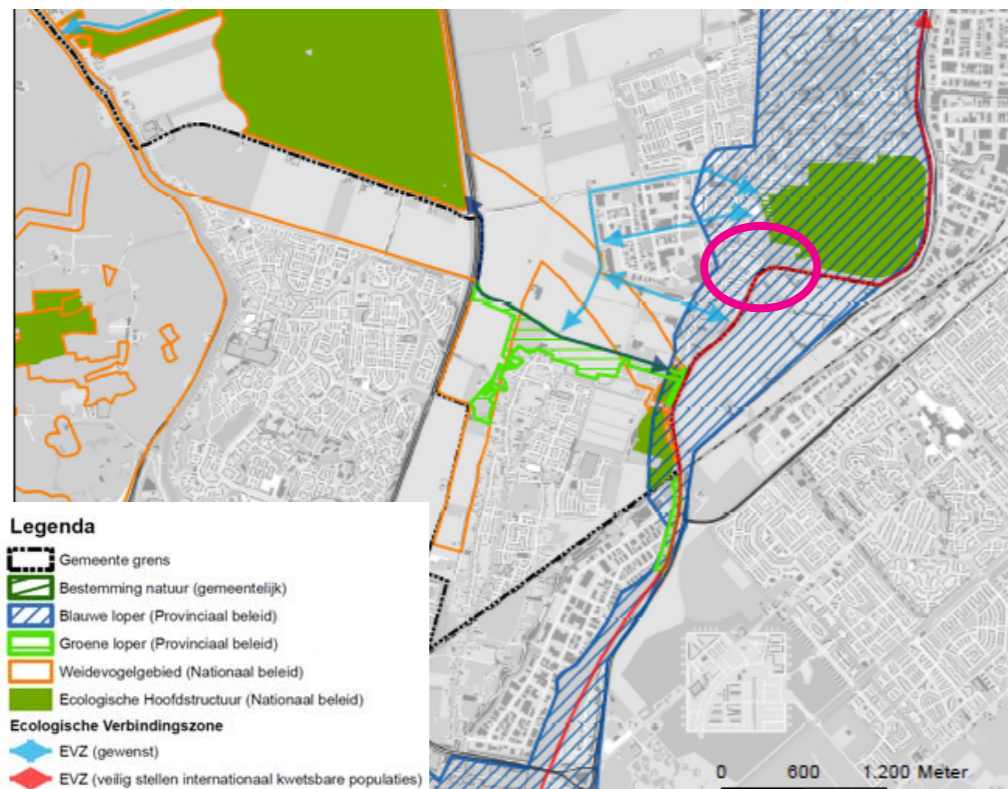 Legenda
Gemeente grens
Bestemming natuur (gemeentelijk)
Blauwe loper (Provinciaal beleid)
Groene loper (Provinciaal beleid)
Weidevogelgebied (Nationaal beleid)
Ecologische Hoofdstructuur (Nationaal beleid)
Ecologische Verbindingszone
EVZ (gewenst)
EVZ (veilig stellen internationaal kwetsbare populaties)
0 600 1.200 Meter